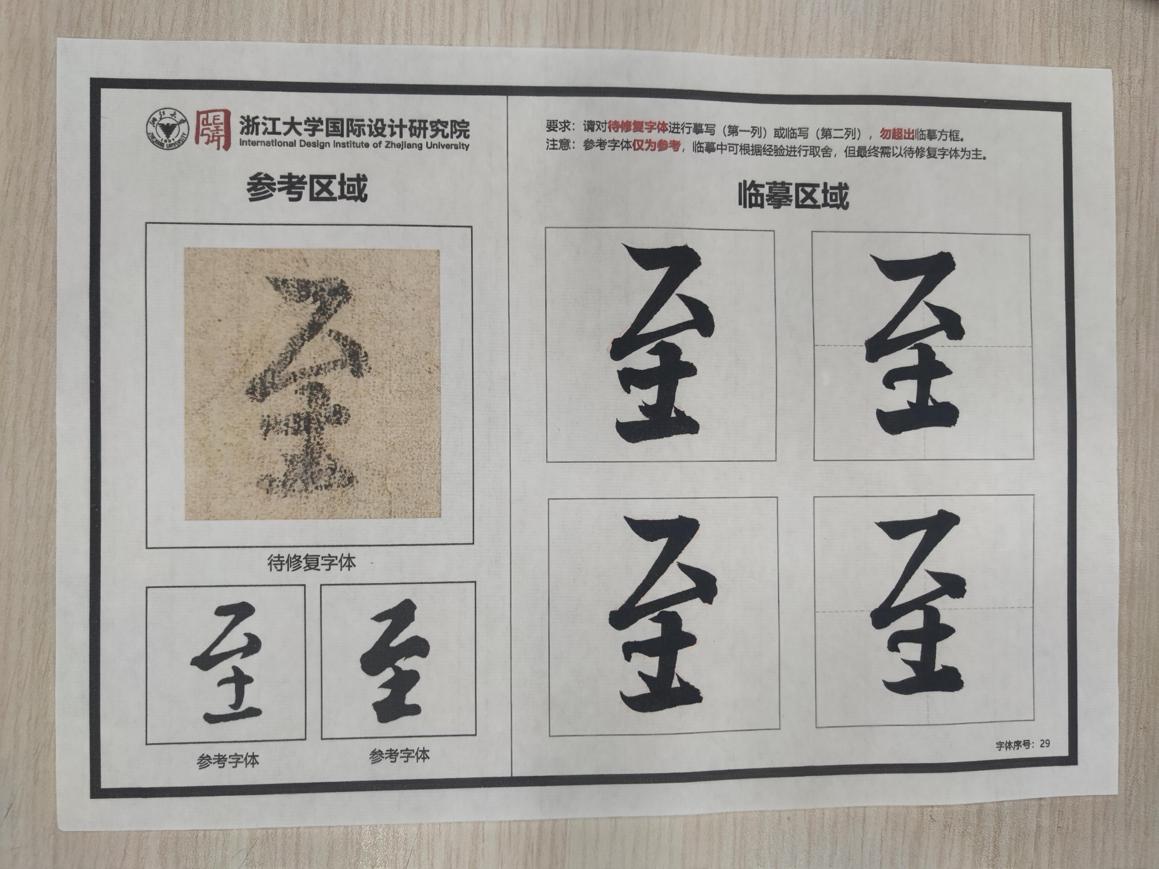 浙江大学国际设计研究院
International Design Institute of Zhejiang University
参考区域
至
待修复字体
至
至
参考字体
参考字体
要求：请对待修复字体进行摹写（第一列）或临写（第二列），勿超出临摹方框。
注意：参考字体仅为参考，临摹中可根据经验进行取舍，但最终需以待修复字体为主。
临摹区域
至
至
至
至
字体序号：29